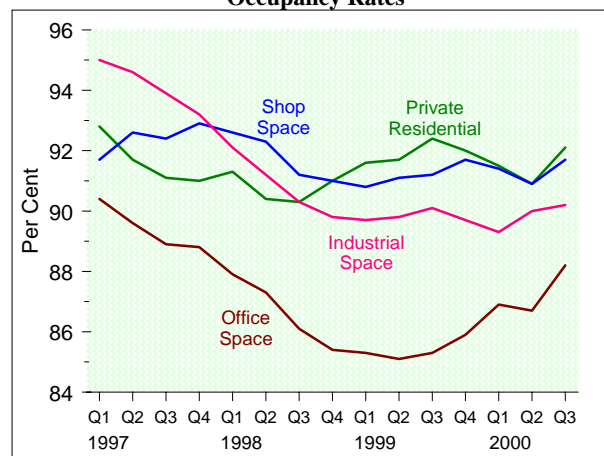 Occupancy Rates
96
94
92
90
88
86
84
Per Cent
Shop
Space
Private
Residential
Industrial
Space
Office
Space
Q1 Q2 Q3 Q4 Q1 Q2 Q3 Q4 Q1 Q2 Q3 Q4 Q1 Q2 Q3
1997 1998 1999 2000